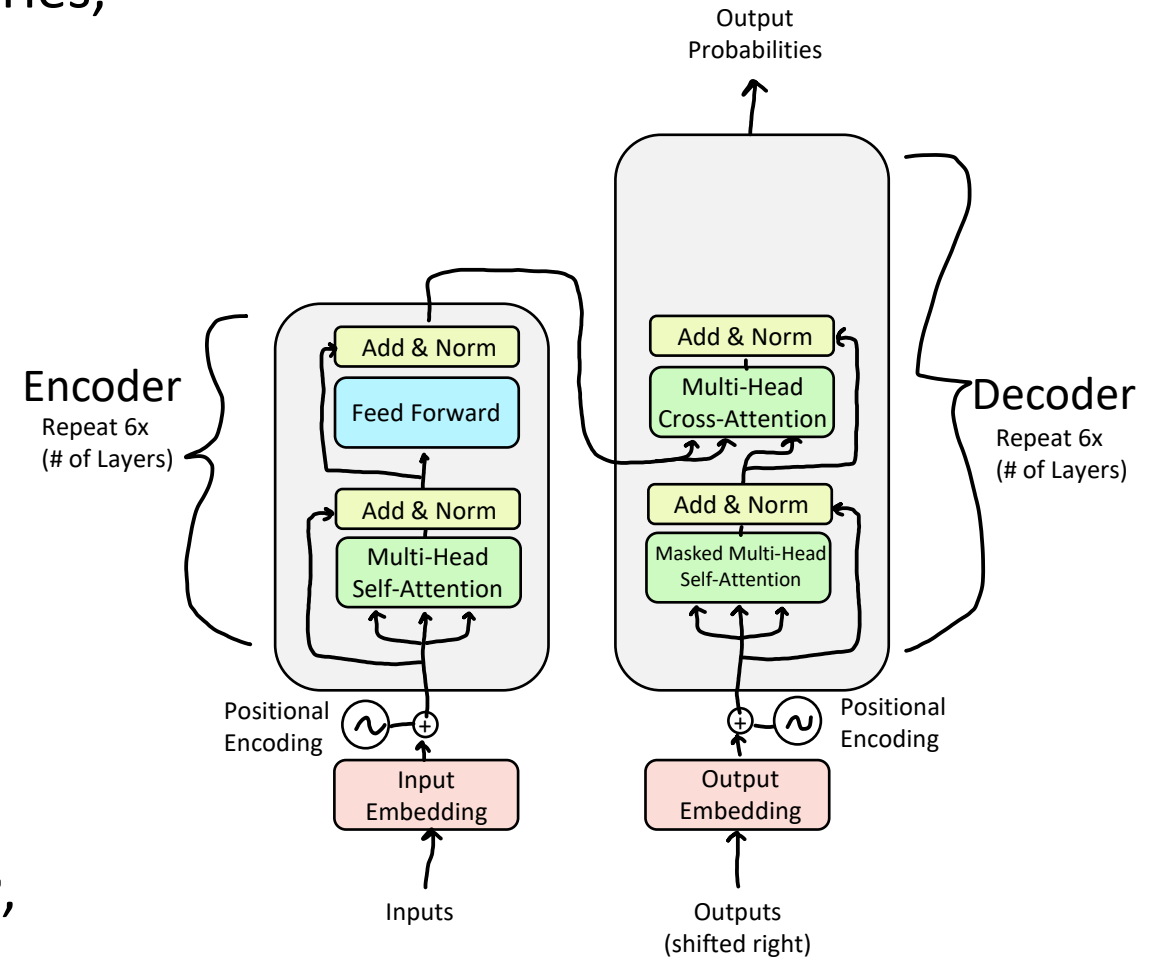 Output
Probabilities
Add & Norm
Feed Forward
Add & Norm
Multi-Head
Self-Attention
Encoder
Repeat 6x
(# of Layers)
Positional
Encoding
Input
Embedding
Inputs
Add & Norm
Multi-Head
Cross-Attention
Add & Norm
Masked Multi-Head
Self-Attention
Decoder
Repeat 6x
(# of Layers)
+
+
Positional
Encoding
Output
Embedding
Outputs
(shifted right)